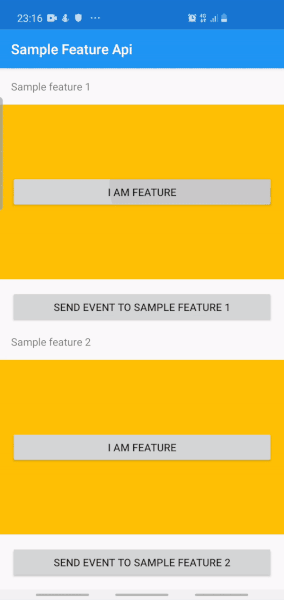 23:16
Sample Feature Api
Sample feature 1
I AM FEATURE
SEND EVENT TO SAMPLE FEATURE 1
Sample feature 2
I AM FEATURE
SEND EVENT TO SAMPLE FEATURE 2